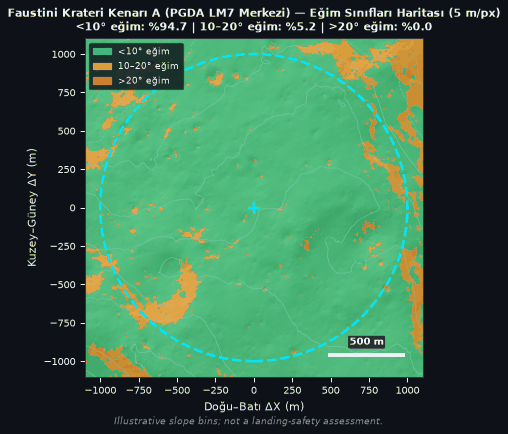 Faustini Krateri Kenarı A (PGDA LM7 Merkezi) — Eğim Sınıfları Haritası (5 m/px)
<10° eğim: %94.7 | 10–20° eğim: %5.2 | >20° eğim: %0.0
<10° eğim
10–20° eğim
>20° eğim
Kuzey–Güney ΔY (m)
1000
750
500
250
0
−250
−500
−750
−1000
500 m
−1000 −750 −500 −250 0 250 500 750 1000
Doğu–Batı ΔX (m)
Illustrative slope bins; not a landing-safety assessment.